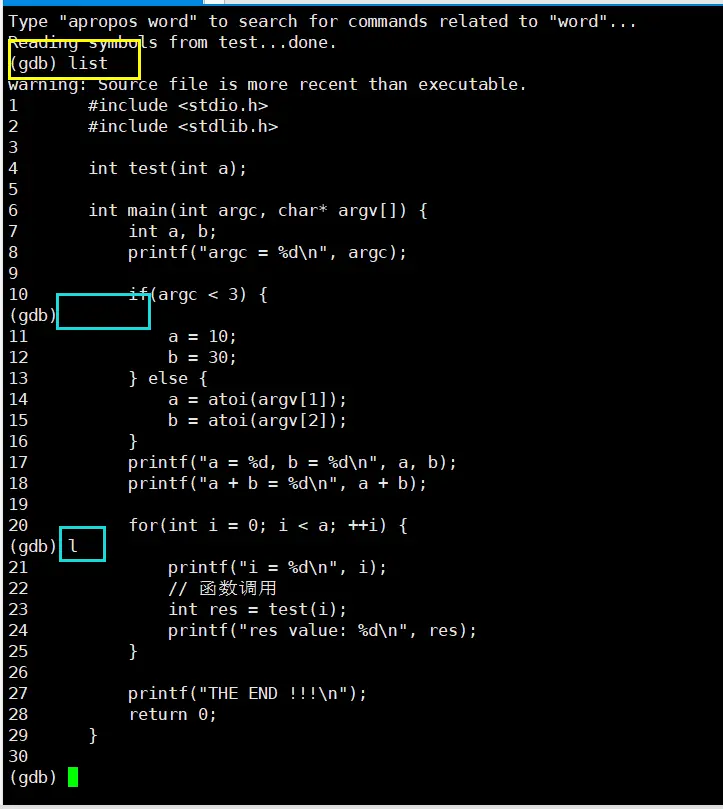 Type "apropos word" to search for commands related to "word"...
Reading symbols from test...done.
(gdb) list
warning: Source file is more recent than executable.
1       #include <stdio.h>
2       #include <stdlib.h>
3
4       int test(int a);
5
6       int main(int argc, char* argv[]) {
7           int a, b;
8           printf("argc = %d\n", argc);
9
10          if(argc < 3) {
(gdb)
11              a = 10;
12              b = 30;
13          } else {
14              a = atoi(argv[1]);
15              b = atoi(argv[2]);
16          }
17          printf("a = %d, b = %d\n", a, b);
18          printf("a + b = %d\n", a + b);
19
20          for(int i = 0; i < a; ++i) {
(gdb) l
21              printf("i = %d\n", i);
22              // 函数调用
23              int res = test(i);
24              printf("res value: %d\n", res);
25          }
26
27          printf("THE END !!!\n");
28          return 0;
29      }
30
(gdb)